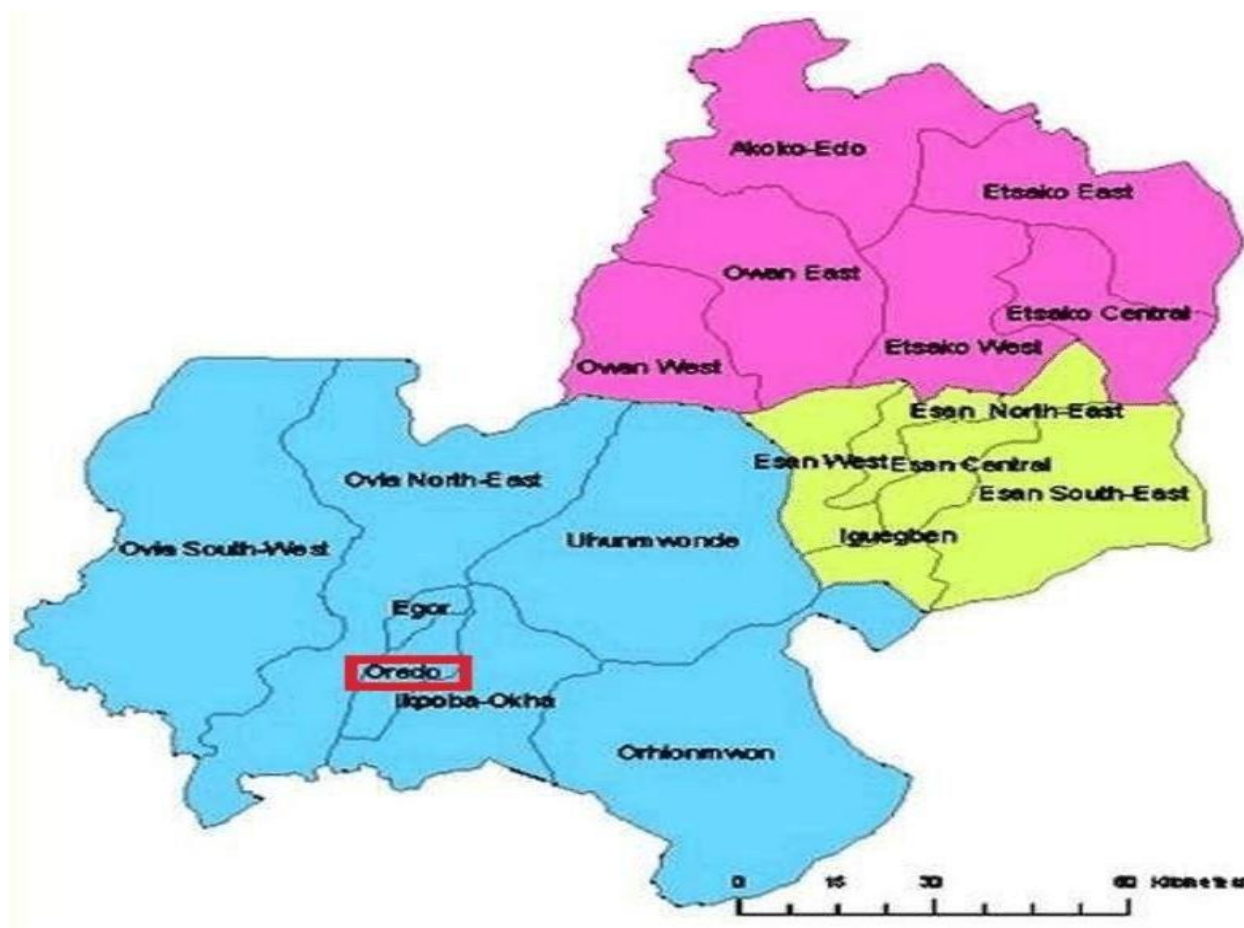 Akoko-Edo
Etsako East
Owan East
Etsako Central
Etsako West
Owan West
Esan North-East
Esan West
Esan Central
Ovia North-East
Esan South-East
Iguegben
Uhunmwonde
Ovia South-West
Egor
Oredo
Ikpoba-Okha
Orhionmwon
0 15 30 60